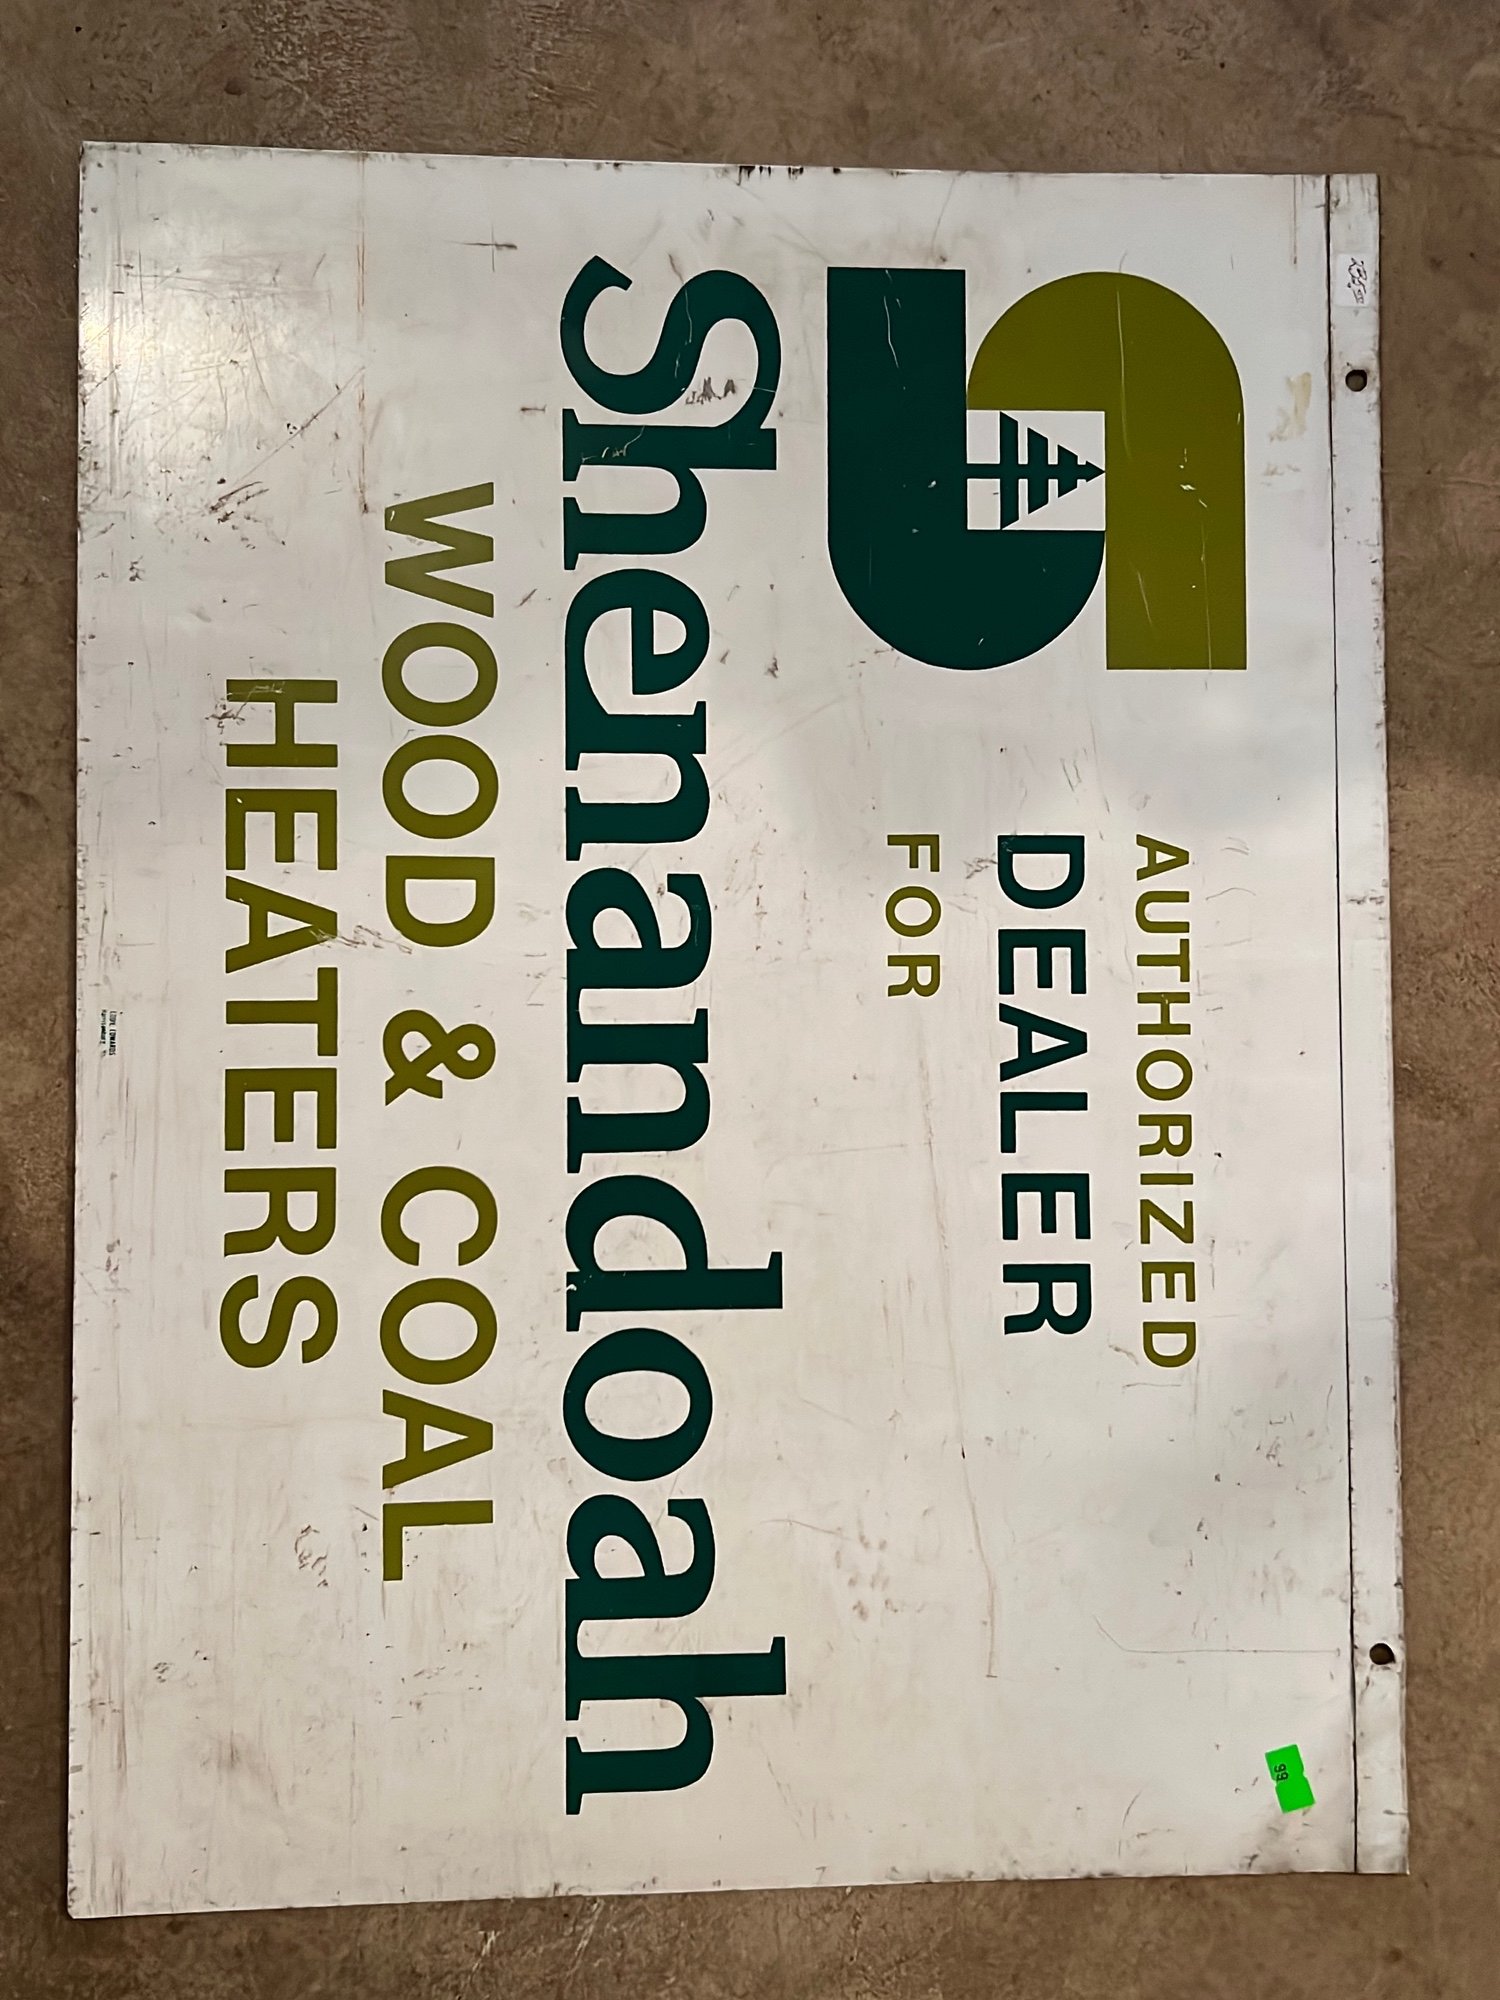 AUTHORIZED
DEALER
FOR
Shenandoah
WOOD & COAL
HEATERS